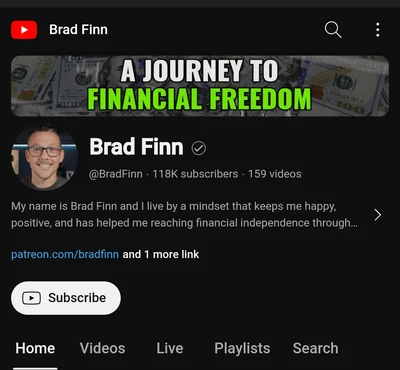 Brad Finn
A JOURNEY TO
FINANCIAL FREEDOM
Brad Finn
@BradFinn · 118K subscribers · 159 videos
My name is Brad Finn and I live by a mindset that keeps me happy,
positive, and has helped me reaching financial independence through...
patreon.com/bradfinn and 1 more link
Subscribe
Home Videos Live Playlists Search